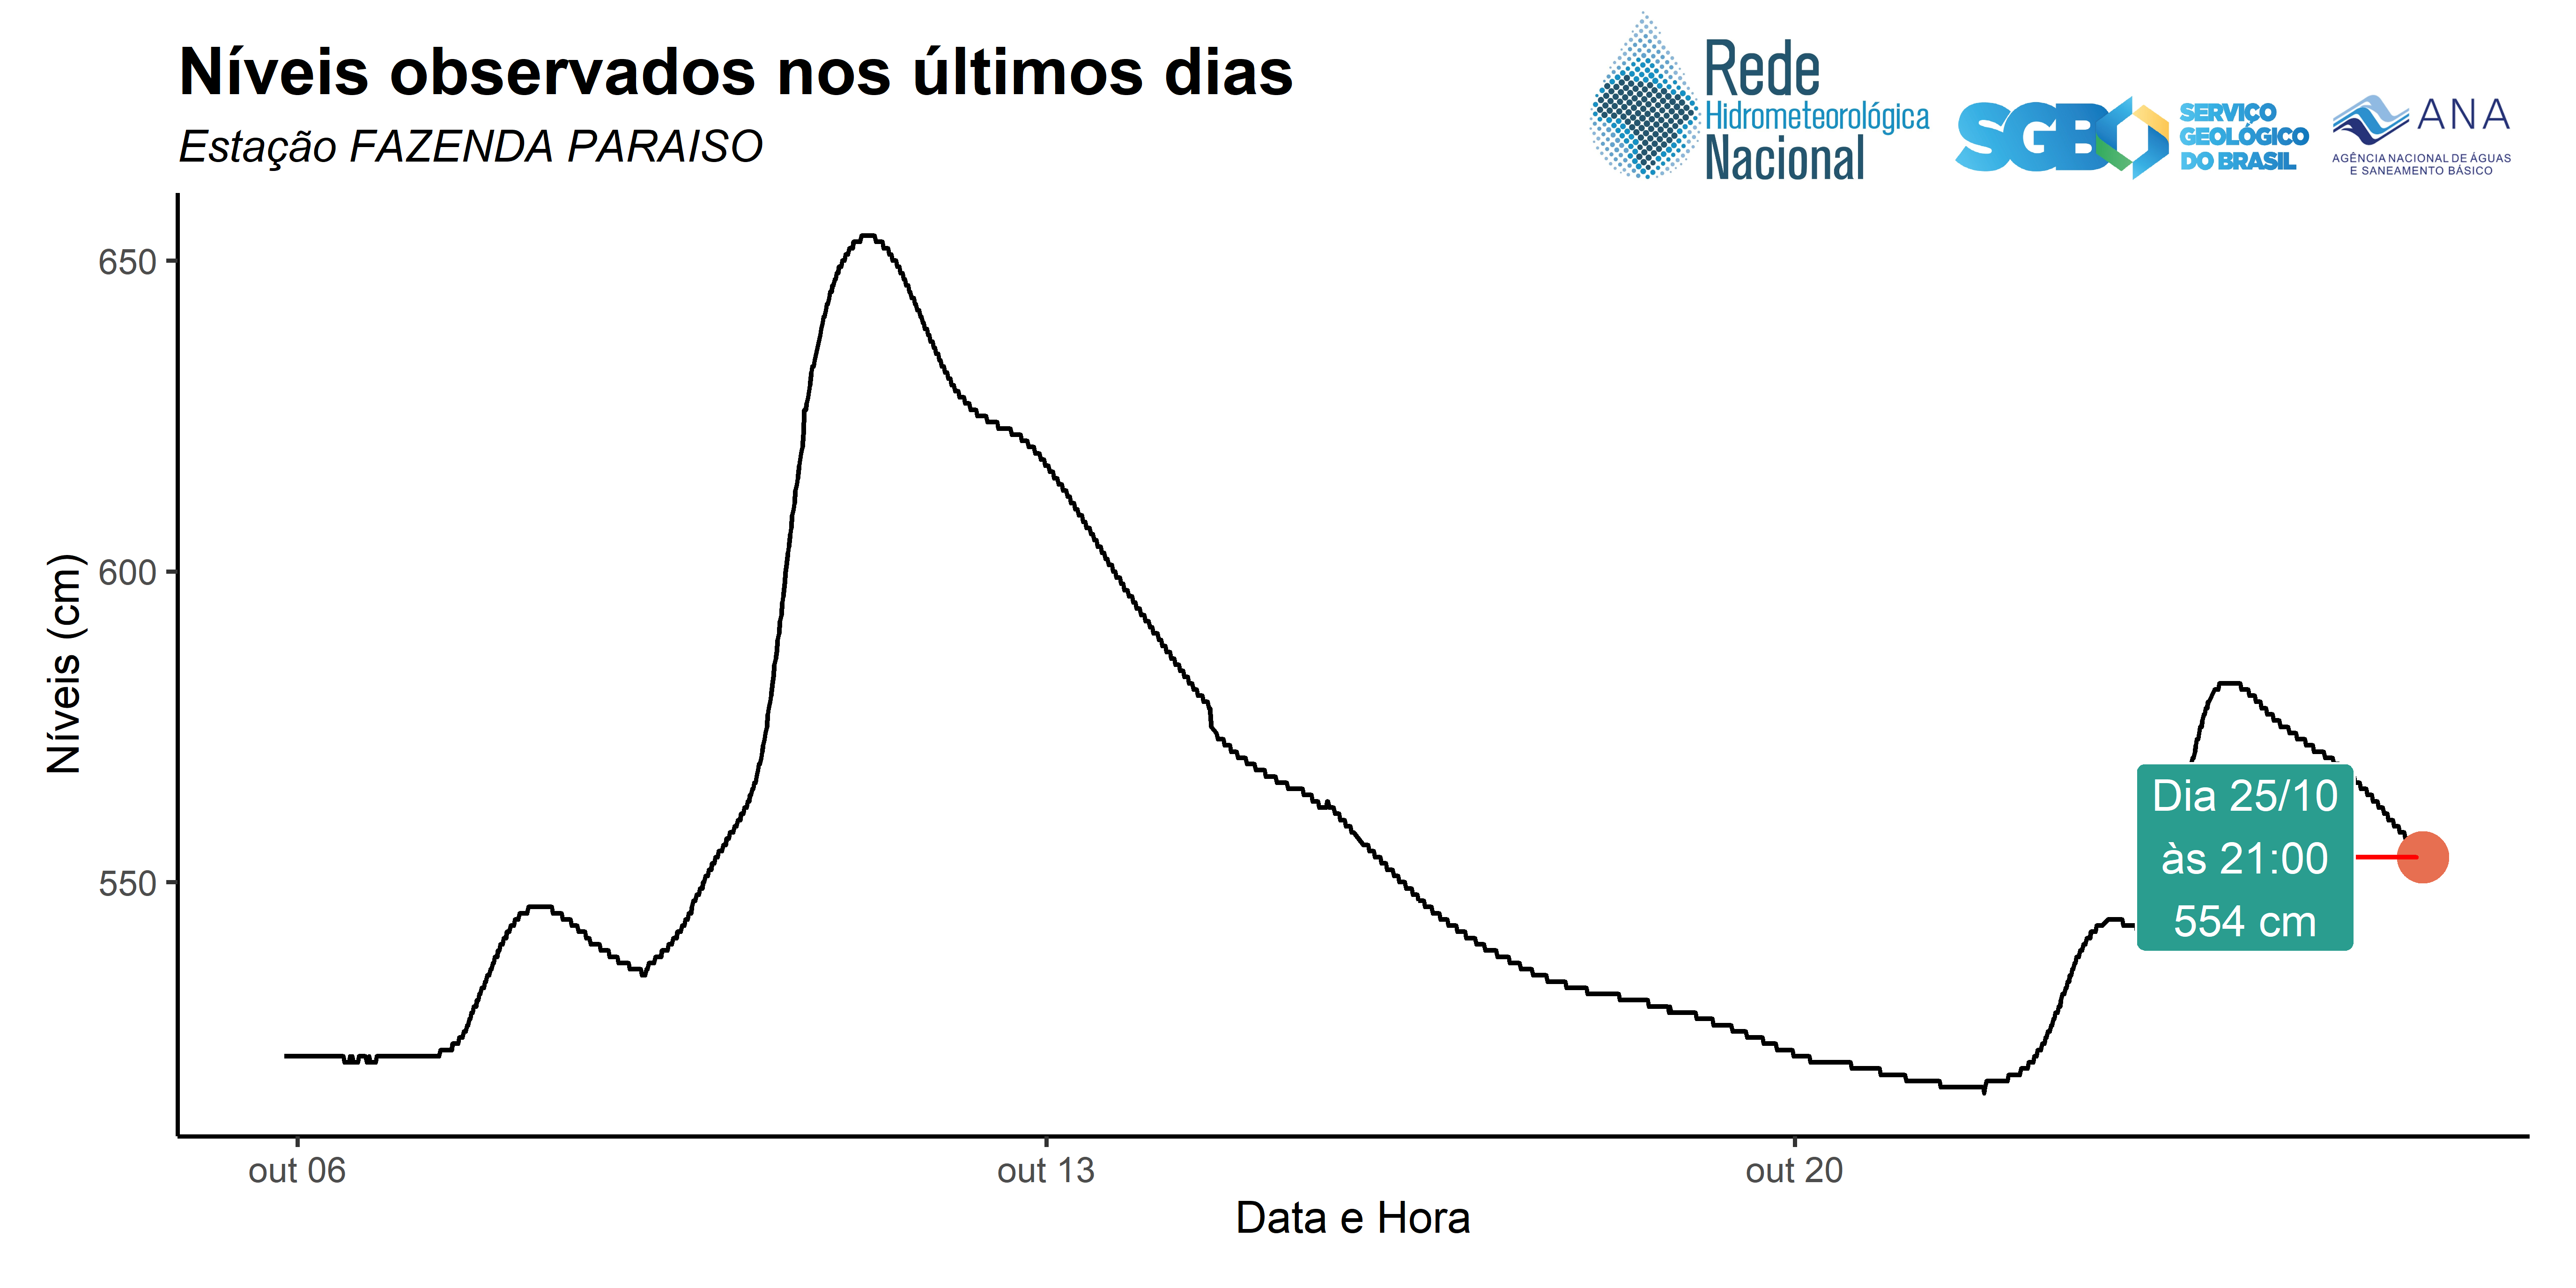 Níveis observados nos últimos dias
Estação FAZENDA PARAISO
Rede
Hidrometeorológica
Nacional
SGB
SERVIÇO
GEOLÓGICO
DO BRASIL
ANA
AGÊNCIA NACIONAL DE ÁGUAS
E SANEAMENTO BÁSICO
Níveis (cm)
650
600
550
Dia 25/10
às 21:00
554 cm
out 06
out 13
out 20
Data e Hora